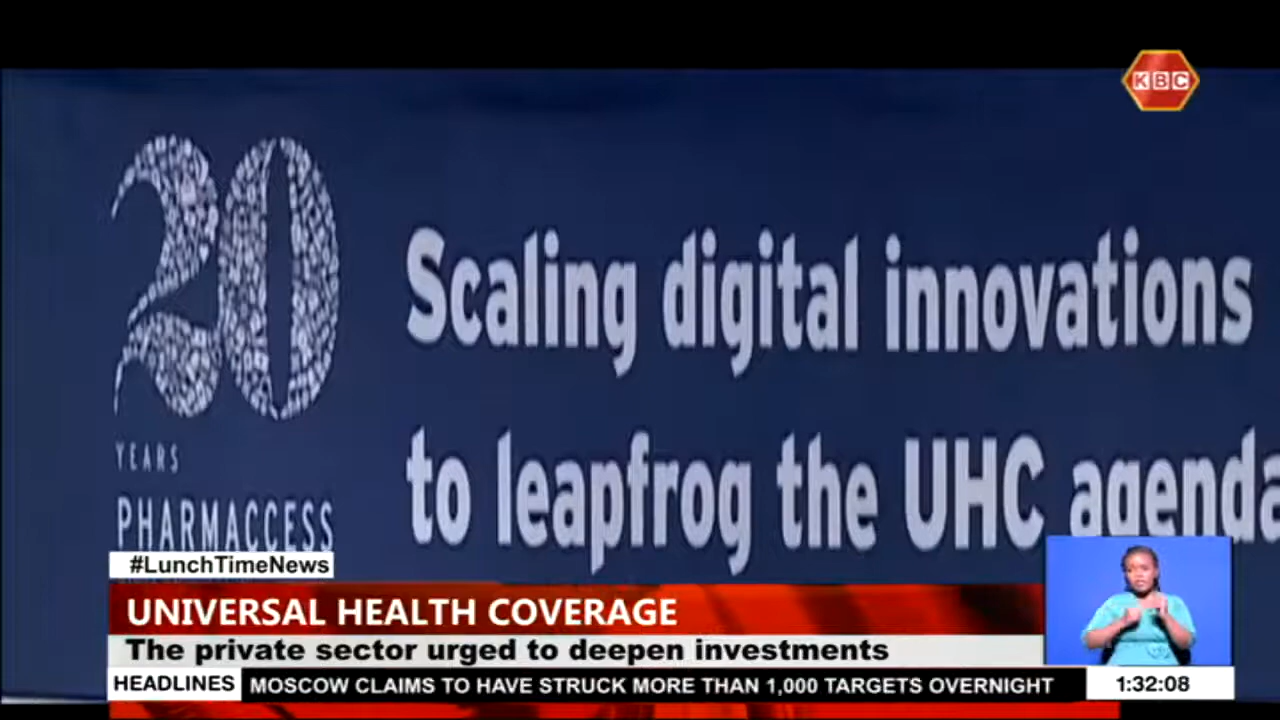 KBC
20
YEARS
PHARMACCESS
Scaling digital innovations
to leapfrog the UHC agenda
#LunchTimeNews
UNIVERSAL HEALTH COVERAGE
The private sector urged to deepen investments
HEADLINES
MOSCOW CLAIMS TO HAVE STRUCK MORE THAN 1,000 TARGETS OVERNIGHT
1:32:08